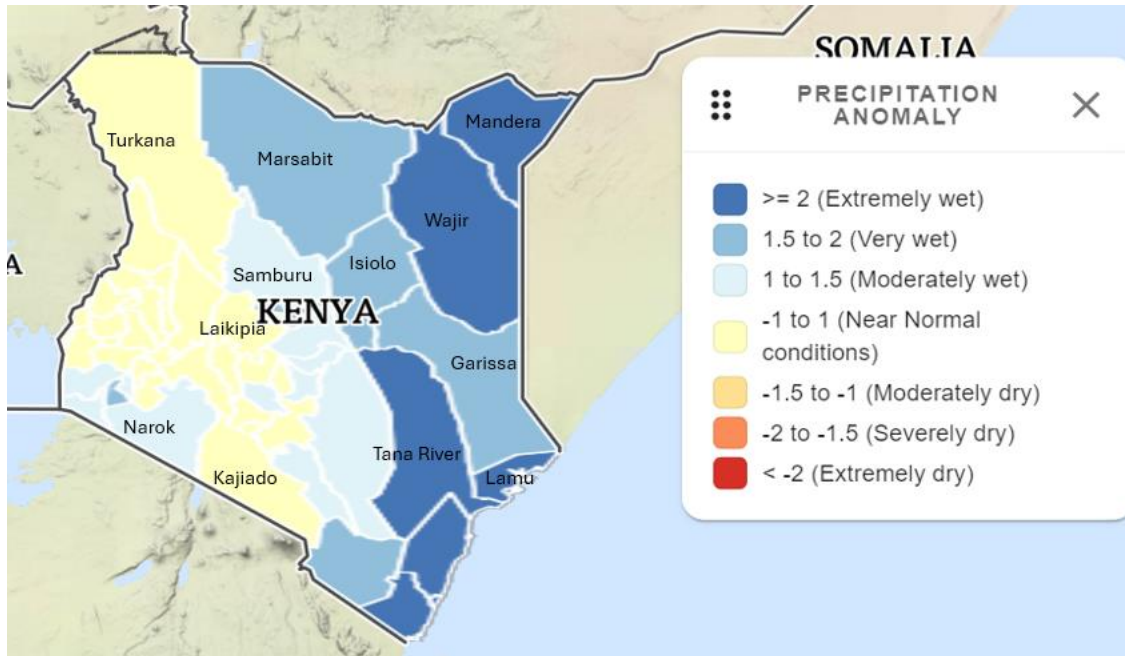 SOMALIA
PRECIPITATION
ANOMALY
>= 2 (Extremely wet)
1.5 to 2 (Very wet)
1 to 1.5 (Moderately wet)
-1 to 1 (Near Normal
conditions)
-1.5 to -1 (Moderately dry)
-2 to -1.5 (Severely dry)
< -2 (Extremely dry)
Mandera
Turkana
Marsabit
Wajir
A
Samburu
Isiolo
KENYA
Laikipia
Garissa
Narok
Tana River
Kajiado
Lamu